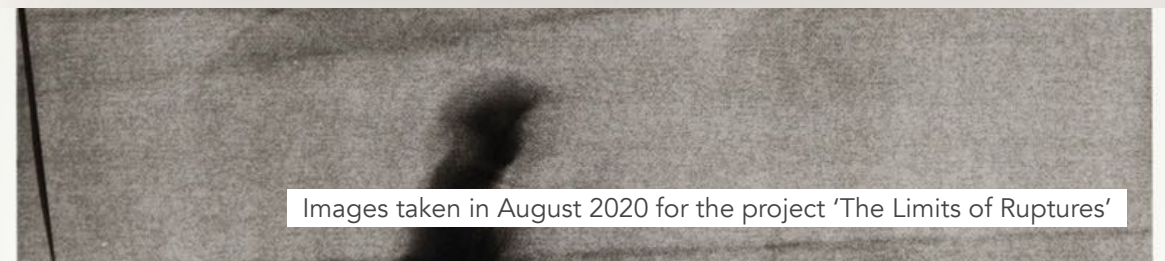 Images taken in August 2020 for the project ‘The Limits of Ruptures’